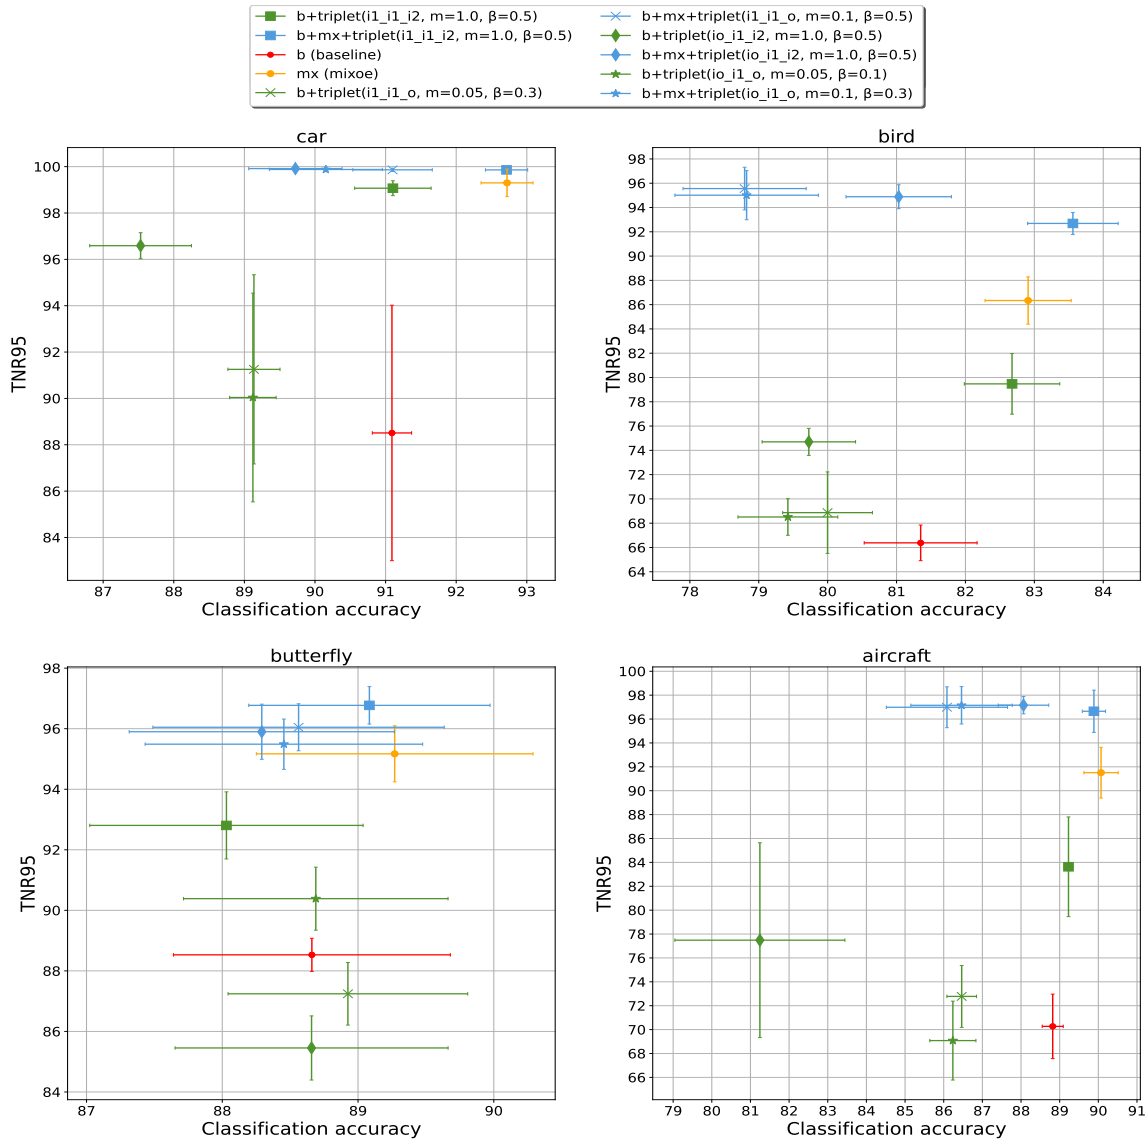 b+triplet(i1_i1_i2, m=1.0, β=0.5)
b+mx+triplet(i1_i1_i2, m=1.0, β=0.5)
b (baseline)
mx (mixoe)
b+triplet(i1_i1_o, m=0.05, β=0.3)
b+mx+triplet(i1_i1_o, m=0.1, β=0.5)
b+triplet(io_i1_i2, m=1.0, β=0.5)
b+mx+triplet(io_i1_i2, m=1.0, β=0.5)
b+triplet(io_i1_o, m=0.05, β=0.1)
b+mx+triplet(io_i1_o, m=0.1, β=0.3)
car
TNR95
100
98
96
94
92
90
88
86
84
87 88 89 90 91 92 93
Classification accuracy
bird
TNR95
98
96
94
92
90
88
86
84
82
80
78
76
74
72
70
68
66
64
78 79 80 81 82 83 84
Classification accuracy
butterfly
TNR95
98
96
94
92
90
88
86
84
87 88 89 90
Classification accuracy
aircraft
TNR95
100
98
96
94
92
90
88
86
84
82
80
78
76
74
72
70
68
66
79 80 81 82 83 84 85 86 87 88 89 90 91
Classification accuracy